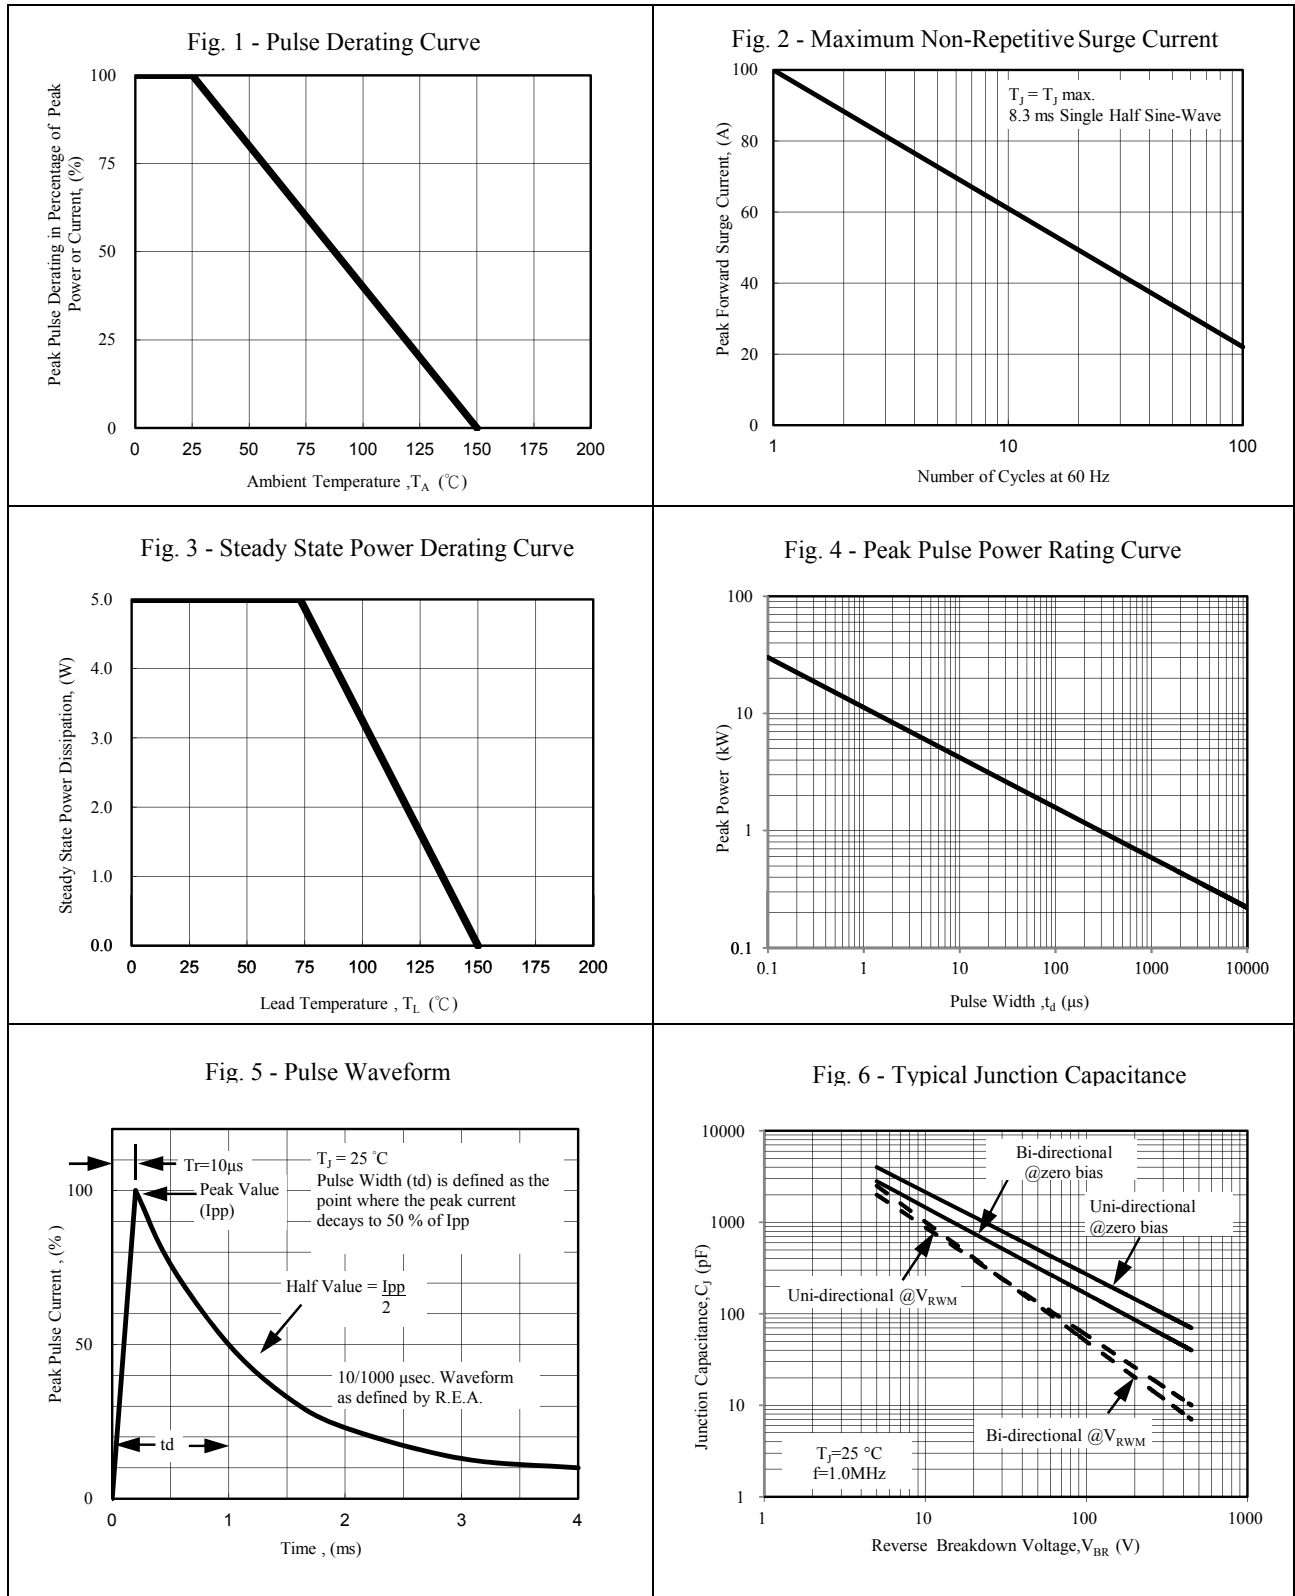 Fig. 1 - Pulse Derating Curve
Peak Pulse Derating in Percentage of Peak
Power or Current, (%)
100
75
50
25
0
0 25 50 75 100 125 150 175 200
Ambient Temperature ,TA (℃)
Fig. 2 - Maximum Non-Repetitive Surge Current
Peak Forward Surge Current, (A)
100
80
60
40
20
0
TJ = TJ max.
8.3 ms Single Half Sine-Wave
1 10 100
Number of Cycles at 60 Hz
Fig. 3 - Steady State Power Derating Curve
Steady State Power Dissipation, (W)
5.0
4.0
3.0
2.0
1.0
0.0
0 25 50 75 100 125 150 175 200
Lead Temperature , TL (℃)
Fig. 4 - Peak Pulse Power Rating Curve
Peak Power (kW)
100
10
1
0.1
0.1 1 10 100 1000 10000
Pulse Width ,td (µs)
Fig. 5 - Pulse Waveform
Peak Pulse Current , (%)
Tr=10µs
Peak Value
(Ipp)
TJ = 25 ℃
Pulse Width (td) is defined as the
point where the peak current
decays to 50 % of Ipp
100
Half Value = Ipp
2
50
10/1000 µsec. Waveform
as defined by R.E.A.
td
0
0 1 2 3 4
Time , (ms)
Fig. 6 - Typical Junction Capacitance
Junction Capacitance,CJ (pF)
10000
1000
100
10
1
Bi-directional
@zero bias
Uni-directional
@zero bias
Uni-directional @VRWM
Bi-directional @VRWM
TJ=25 °C
f=1.0MHz
1 10 100 1000
Reverse Breakdown Voltage,VBR (V)